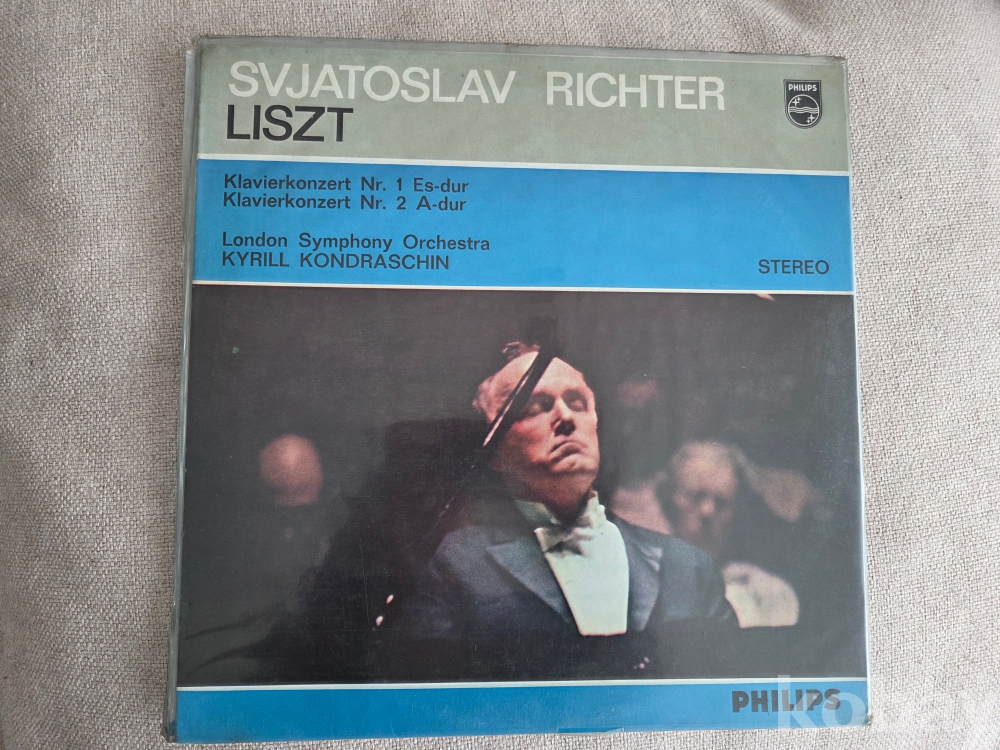 SVJATOSLAV RICHTER
LISZT
PHILIPS
Klavierkonzert Nr. 1 Es-dur
Klavierkonzert Nr. 2 A-dur
London Symphony Orchestra
KYRILL KONDRASCHIN
STEREO
PHILIPS